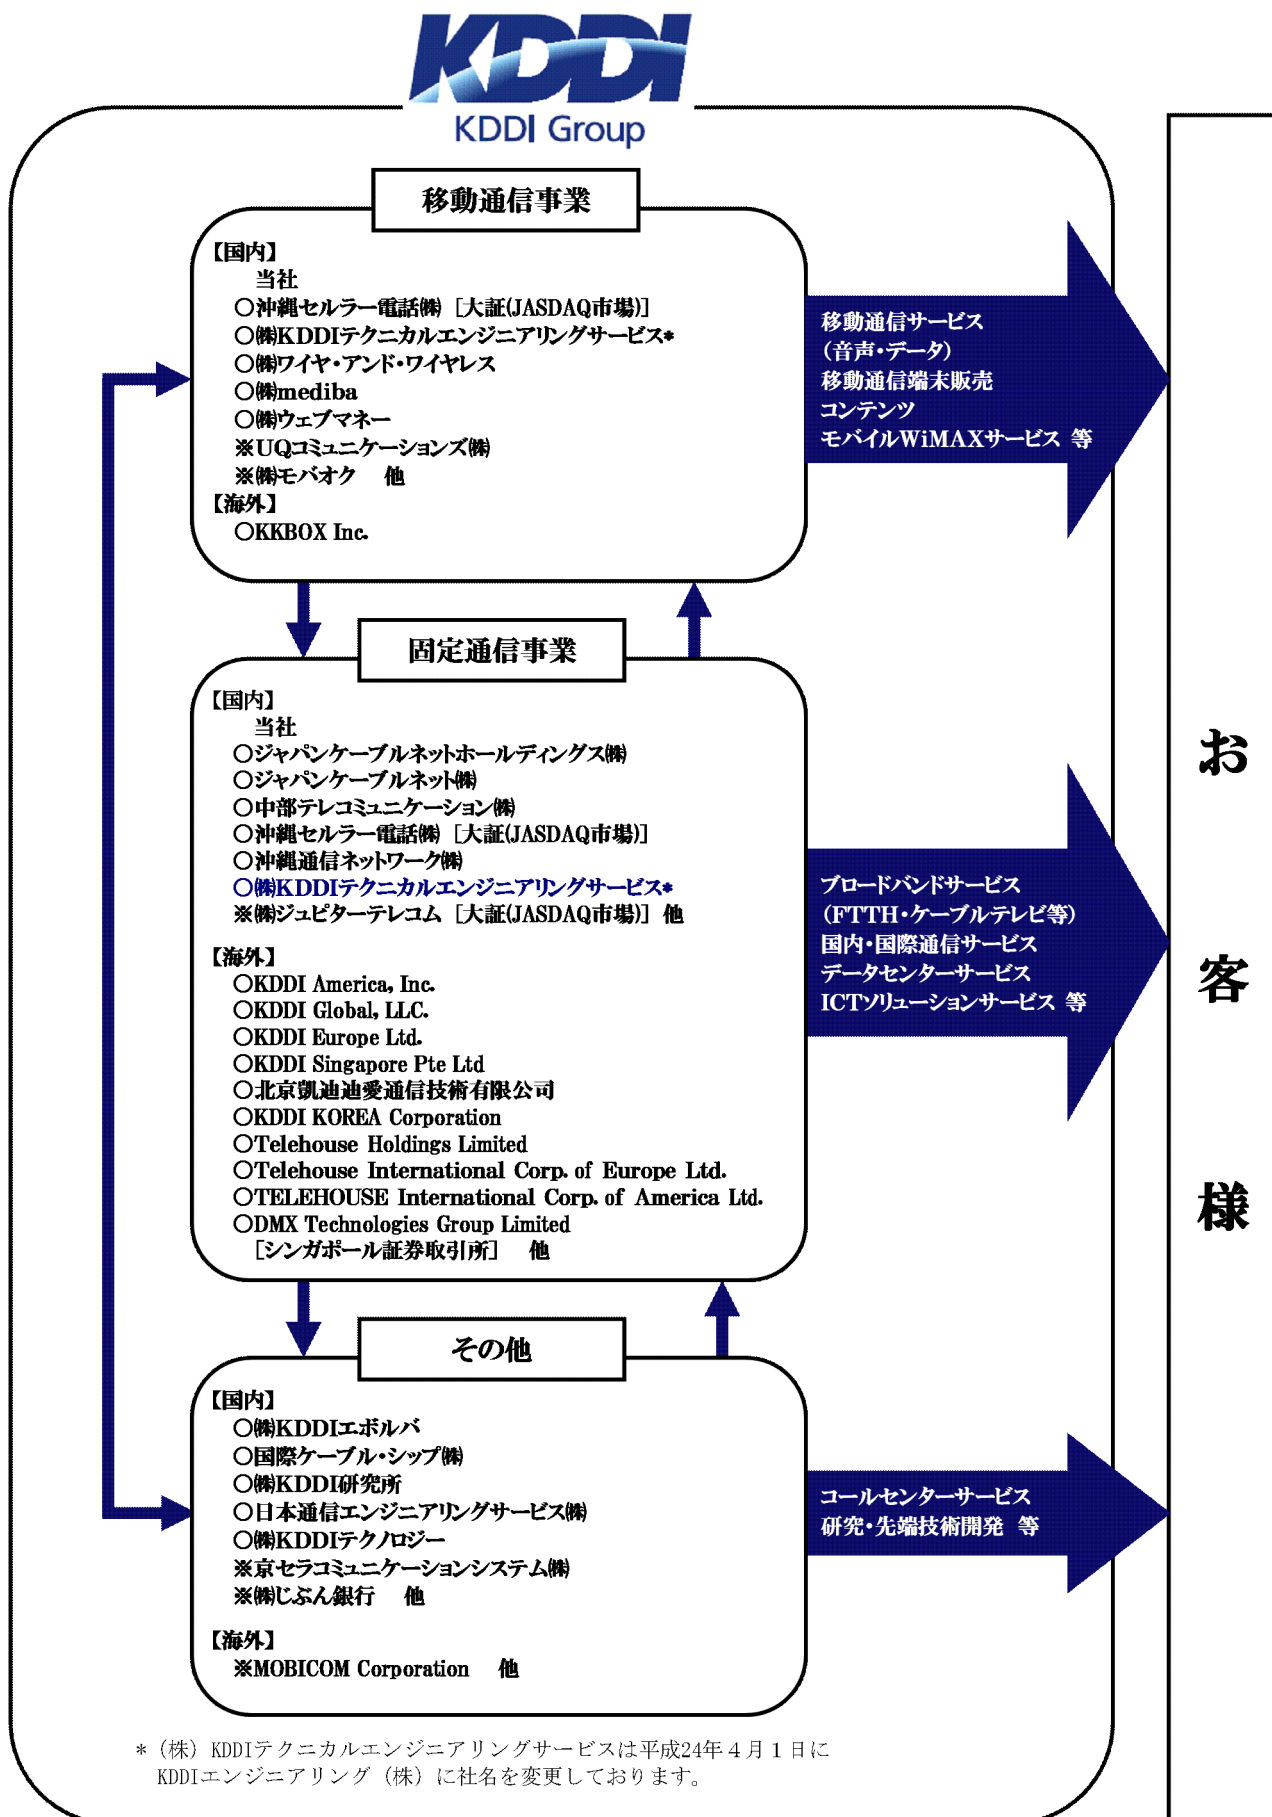 KDDI
KDDI Group
移動通信事業
【国内】
当社
○沖縄セルラー電話㈱［大証(JASDAQ市場)］
○㈱KDDIテクニカルエンジニアリングサービス*
○㈱ワイヤ・アンド・ワイヤレス
○㈱mediba
○㈱ウェブマネー
※UQコミュニケーションズ㈱
※㈱モバオク　他
【海外】
○KKBOX Inc.
移動通信サービス
（音声・データ）
移動通信端末販売
コンテンツ
モバイルWiMAXサービス 等
固定通信事業
【国内】
当社
○ジャパンケーブルネットホールディングス㈱
○ジャパンケーブルネット㈱
○中部テレコミュニケーション㈱
○沖縄セルラー電話㈱［大証(JASDAQ市場)］
○沖縄通信ネットワーク㈱
○㈱KDDIテクニカルエンジニアリングサービス*
※㈱ジュピターテレコム［大証(JASDAQ市場)］他
【海外】
○KDDI America, Inc.
○KDDI Global, LLC.
○KDDI Europe Ltd.
○KDDI Singapore Pte Ltd
○北京凱迪迪愛通信技術有限公司
○KDDI KOREA Corporation
○Telehouse Holdings Limited
○Telehouse International Corp. of Europe Ltd.
○TELEHOUSE International Corp. of America Ltd.
○DMX Technologies Group Limited
［シンガポール証券取引所］　他
ブロードバンドサービス
（FTTH・ケーブルテレビ等）
国内・国際通信サービス
データセンターサービス
ICTソリューションサービス 等
その他
【国内】
○㈱KDDIエボルバ
○国際ケーブル・シップ㈱
○㈱KDDI研究所
○日本通信エンジニアリングサービス㈱
○㈱KDDIテクノロジー
※京セラコミュニケーションシステム㈱
※㈱じぶん銀行　他
【海外】
※MOBICOM Corporation　他
コールセンターサービス
研究・先端技術開発 等
お客様
*（株）KDDIテクニカルエンジニアリングサービスは平成24年４月１日に
KDDIエンジニアリング（株）に社名を変更しております。